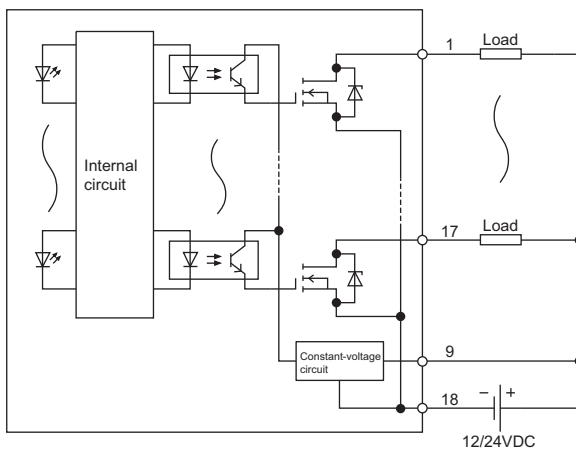 1
Load
Internal
circuit
17
Load
Constant-voltage
circuit
9
18
− +
12/24VDC